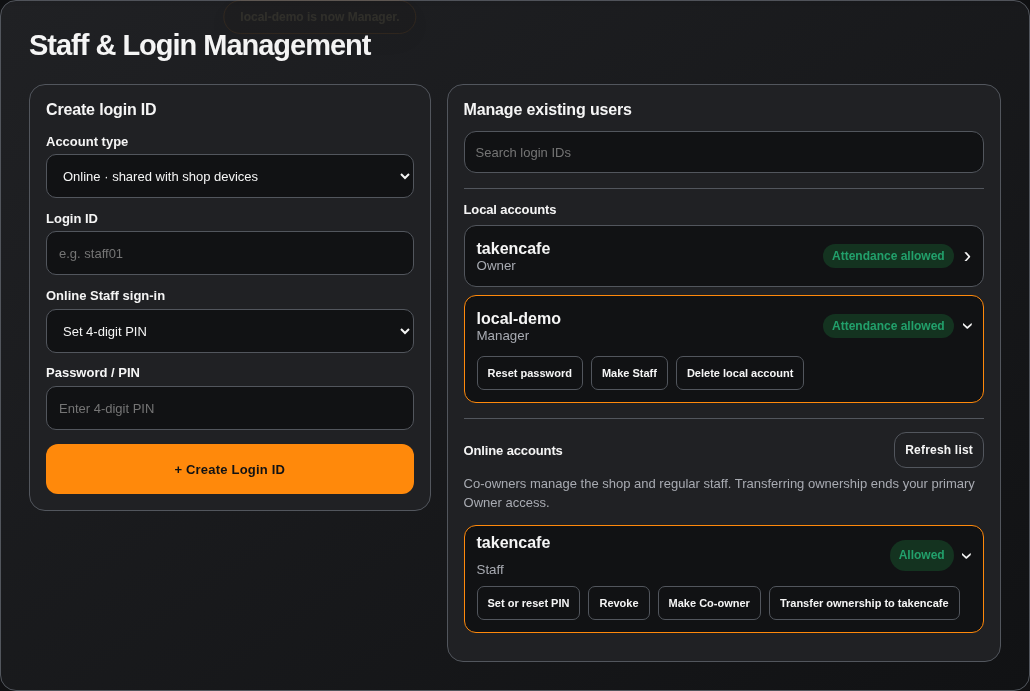 local-demo is now Manager.
Staff & Login Management
Create login ID
Account type
Online · shared with shop devices
Login ID
e.g. staff01
Online Staff sign-in
Set 4-digit PIN
Password / PIN
Enter 4-digit PIN
+ Create Login ID
Manage existing users
Search login IDs
Local accounts
takencafe
Owner
Attendance allowed
local-demo
Manager
Attendance allowed
Reset password
Make Staff
Delete local account
Online accounts
Refresh list
Co-owners manage the shop and regular staff. Transferring ownership ends your primary
Owner access.
takencafe
Staff
Allowed
Set or reset PIN
Revoke
Make Co-owner
Transfer ownership to takencafe